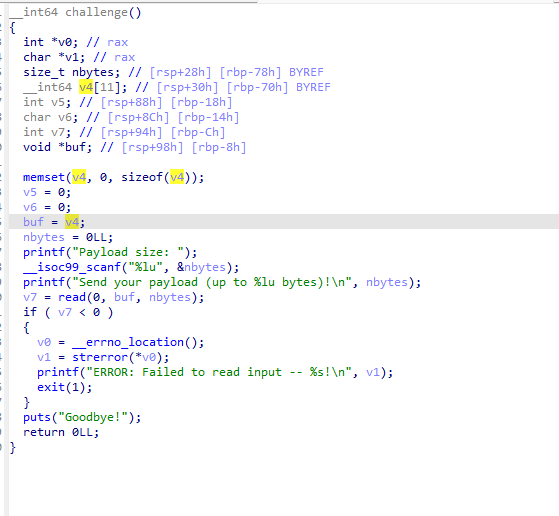 __int64 challenge()
{
  int *v0; // rax
  char *v1; // rax
  size_t nbytes; // [rsp+28h] [rbp-78h] BYREF
  __int64 v4[11]; // [rsp+30h] [rbp-70h] BYREF
  int v5; // [rsp+88h] [rbp-18h]
  char v6; // [rsp+8Ch] [rbp-14h]
  int v7; // [rsp+94h] [rbp-Ch]
  void *buf; // [rsp+98h] [rbp-8h]

  memset(v4, 0, sizeof(v4));
  v5 = 0;
  v6 = 0;
  buf = v4;
  nbytes = 0LL;
  printf("Payload size: ");
  __isoc99_scanf("%lu", &nbytes);
  printf("Send your payload (up to %lu bytes)!\n", nbytes);
  v7 = read(0, buf, nbytes);
  if ( v7 < 0 )
  {
    v0 = __errno_location();
    v1 = strerror(*v0);
    printf("ERROR: Failed to read input -- %s!\n", v1);
    exit(1);
  }
  puts("Goodbye!");
  return 0LL;
}